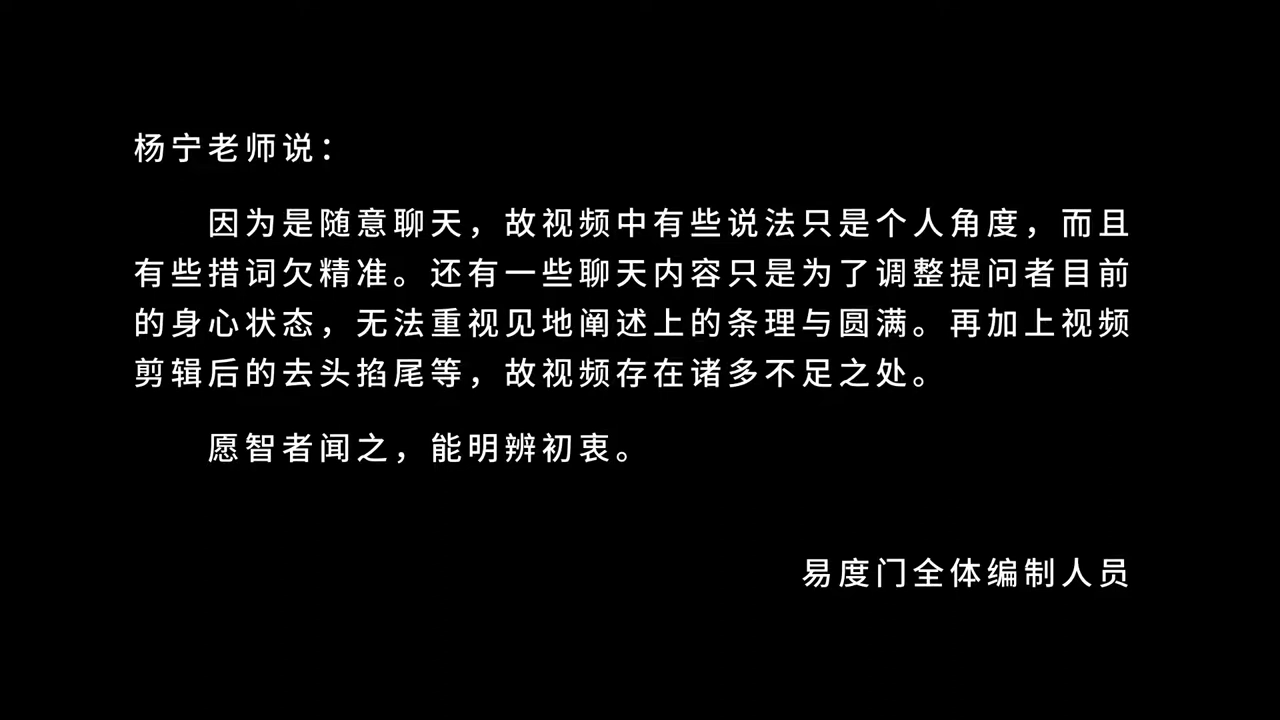 杨宁老师说：
因为是随意聊天，故视频中有些说法只是个人角度，而且
有些措词欠精准。还有一些聊天内容只是为了调整提问者目前
的身心状态，无法重视见地阐述上的条理与圆满。再加上视频
剪辑后的去头掐尾等，故视频存在诸多不足之处。
愿智者闻之，能明辨初衷。
易度门全体编制人员